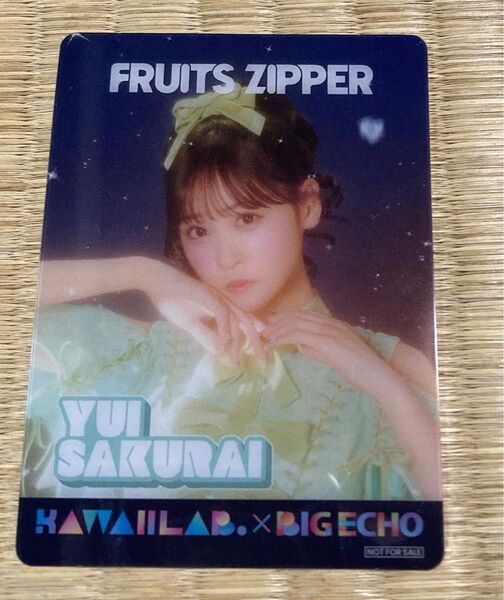 FRUITS ZIPPER
YUI
SAKURAI
KAWAII LAB. × BIG ECHO
NOT FOR SALE